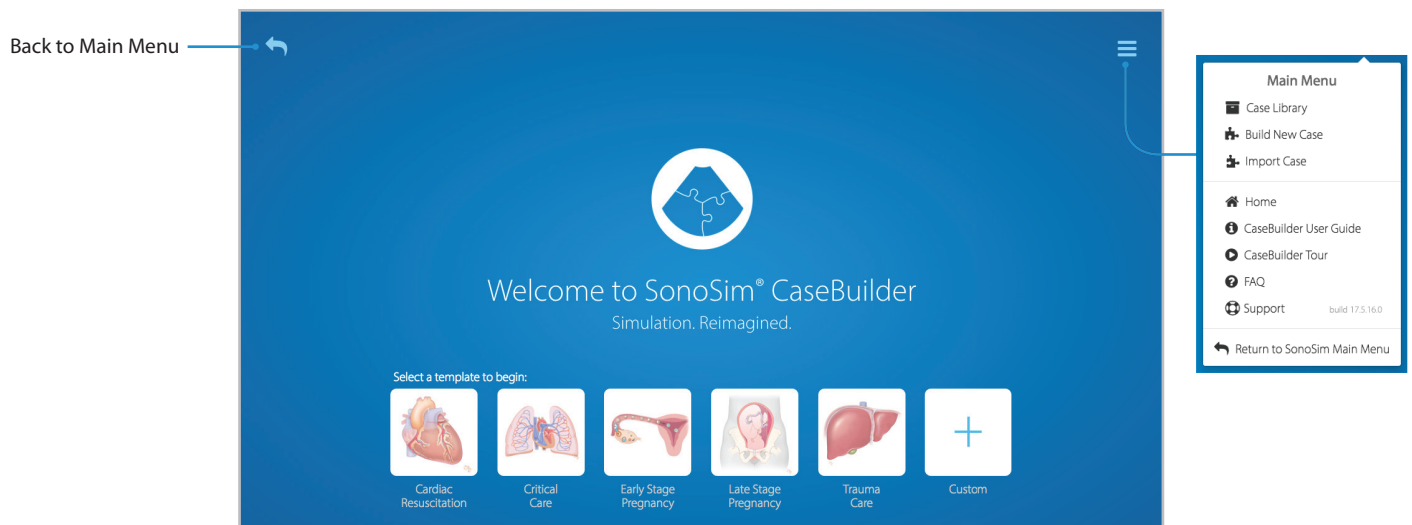 Back to Main Menu
Welcome to SonoSim® CaseBuilder
Simulation. Reimagined.
Select a template to begin:
Cardiac
Resuscitation
Critical
Care
Early Stage
Pregnancy
Late Stage
Pregnancy
Trauma
Care
Custom
Main Menu
Case Library
Build New Case
Import Case
Home
CaseBuilder User Guide
CaseBuilder Tour
FAQ
Support build 17.5.16.0
Return to SonoSim Main Menu